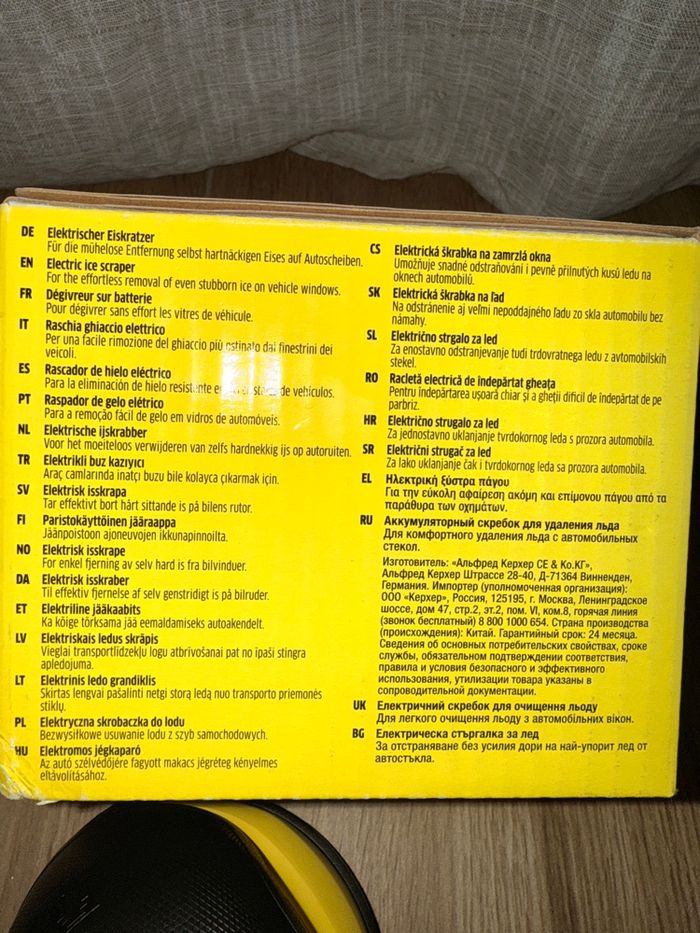 DE Elektrischer Eiskratzer
Für die mühelose Entfernung selbst hartnäckigen Eises auf Autoscheiben.
EN Electric ice scraper
For the effortless removal of even stubborn ice on vehicle windows.
FR Dégivreur sur batterie
Pour dégivrer sans effort les vitres de véhicule.
IT Raschia ghiaccio elettrico
Per una facile rimozione del ghiaccio più ostinato dai finestrini dei
veicoli.
ES Rascador de hielo eléctrico
Para la eliminación de hielo resistente de vehículos.
PT Raspador de gelo elétrico
Para a remoção fácil de gelo em vidros de automóveis.
NL Elektrische ijskrabber
Voor het moeiteloos verwijderen van zelfs hardnekkig ijs op autoruiten.
TR Elektrikli buz kazıyıcı
Araç camlarında inatçı buzu bile kolayca çıkarmak için.
SV Elektrisk isskrapa
Tar effektivt bort hårt sittande is på bilens rutor.
FI Paristokäyttöinen jääraappa
Jäänpoistoon ajoneuvojen ikkunapinnoilta.
NO Elektrisk isskrape
For enkel fjerning av selv hard is fra bilvinduer.
DA Elektrisk isskraber
Til effektiv fjernelse af selv genstridigt is på bilruder.
ET Elektriline jääkaabits
Ka kõige tõrksama jää eemaldamiseks autoakendelt.
LV Elektriskais ledus skrāpis
Vieglai transportlīdzekļu logu atbrīvošanai pat no īpaši stingra
apledojuma.
LT Elektrinis ledo grandiklis
Skirtas lengvai pašalinti netgi storą ledą nuo transporto priemonės
stiklų.
PL Elektryczna skrobaczka do lodu
Bezwysiłkowe usuwanie lodu z szyb samochodowych.
HU Elektromos jégkaparó
Az autó szélvédőjére fagyott makacs jégréteg kényelmes
eltávolításához.
CS Elektrická škrabka na zamrzlá okna
Umožňuje snadné odstraňování i pevně přilnutých kusů ledu na
oknech automobilů.
SK Elektrická škrabka na ľad
Na odstránenie aj veľmi nepoddajného ľadu zo skla automobilu bez
námahy.
SL Električno strgalo za led
Za enostavno odstranjevanje tudi trdovratnega ledu z avtomobilskih
stekel.
RO Racletă electrică de îndepărtat gheața
Pentru îndepărtarea ușoară chiar și a gheții dificil de îndepărtat de pe
parbriz.
HR Električno strugalo za led
Za jednostavno uklanjanje tvrdokornog leda s prozora automobila.
SR Električni strugač za led
Za lako uklanjanje čak i tvrdokornog leda sa prozora automobila.
EL Ηλεκτρική ξύστρα πάγου
Για την εύκολη αφαίρεση ακόμη και επίμονου πάγου από τα
παράθυρα των οχημάτων.
RU Аккумуляторный скребок для удаления льда
Для комфортного удаления льда с автомобильных
стекол.
Изготовитель: «Альфред Керхер СЕ & Ко.КГ»,
Альфред Керхер Штрассе 28-40, Д-71364 Винненден,
Германия. Импортер (уполномоченная организация):
ООО «Керхер», Россия, 125195, г. Москва, Ленинградское
шоссе, дом 47, стр.2, эт.2, пом. VI, ком.8, горячая линия
(звонок бесплатный) 8 800 1000 654. Страна производства
(происхождения): Китай. Гарантийный срок: 24 месяца.
Сведения об основных потребительских свойствах, сроке
службы, обязательном подтверждении соответствия,
правила и условия безопасного и эффективного
использования, утилизации товара указаны в
сопроводительной документации.
UK Електричний скребок для очищення льоду
Для легкого очищення льоду з автомобільних вікон.
BG Електрическа стъргалка за лед
За отстраняване без усилия дори на най-упорит лед от
автостъкла.